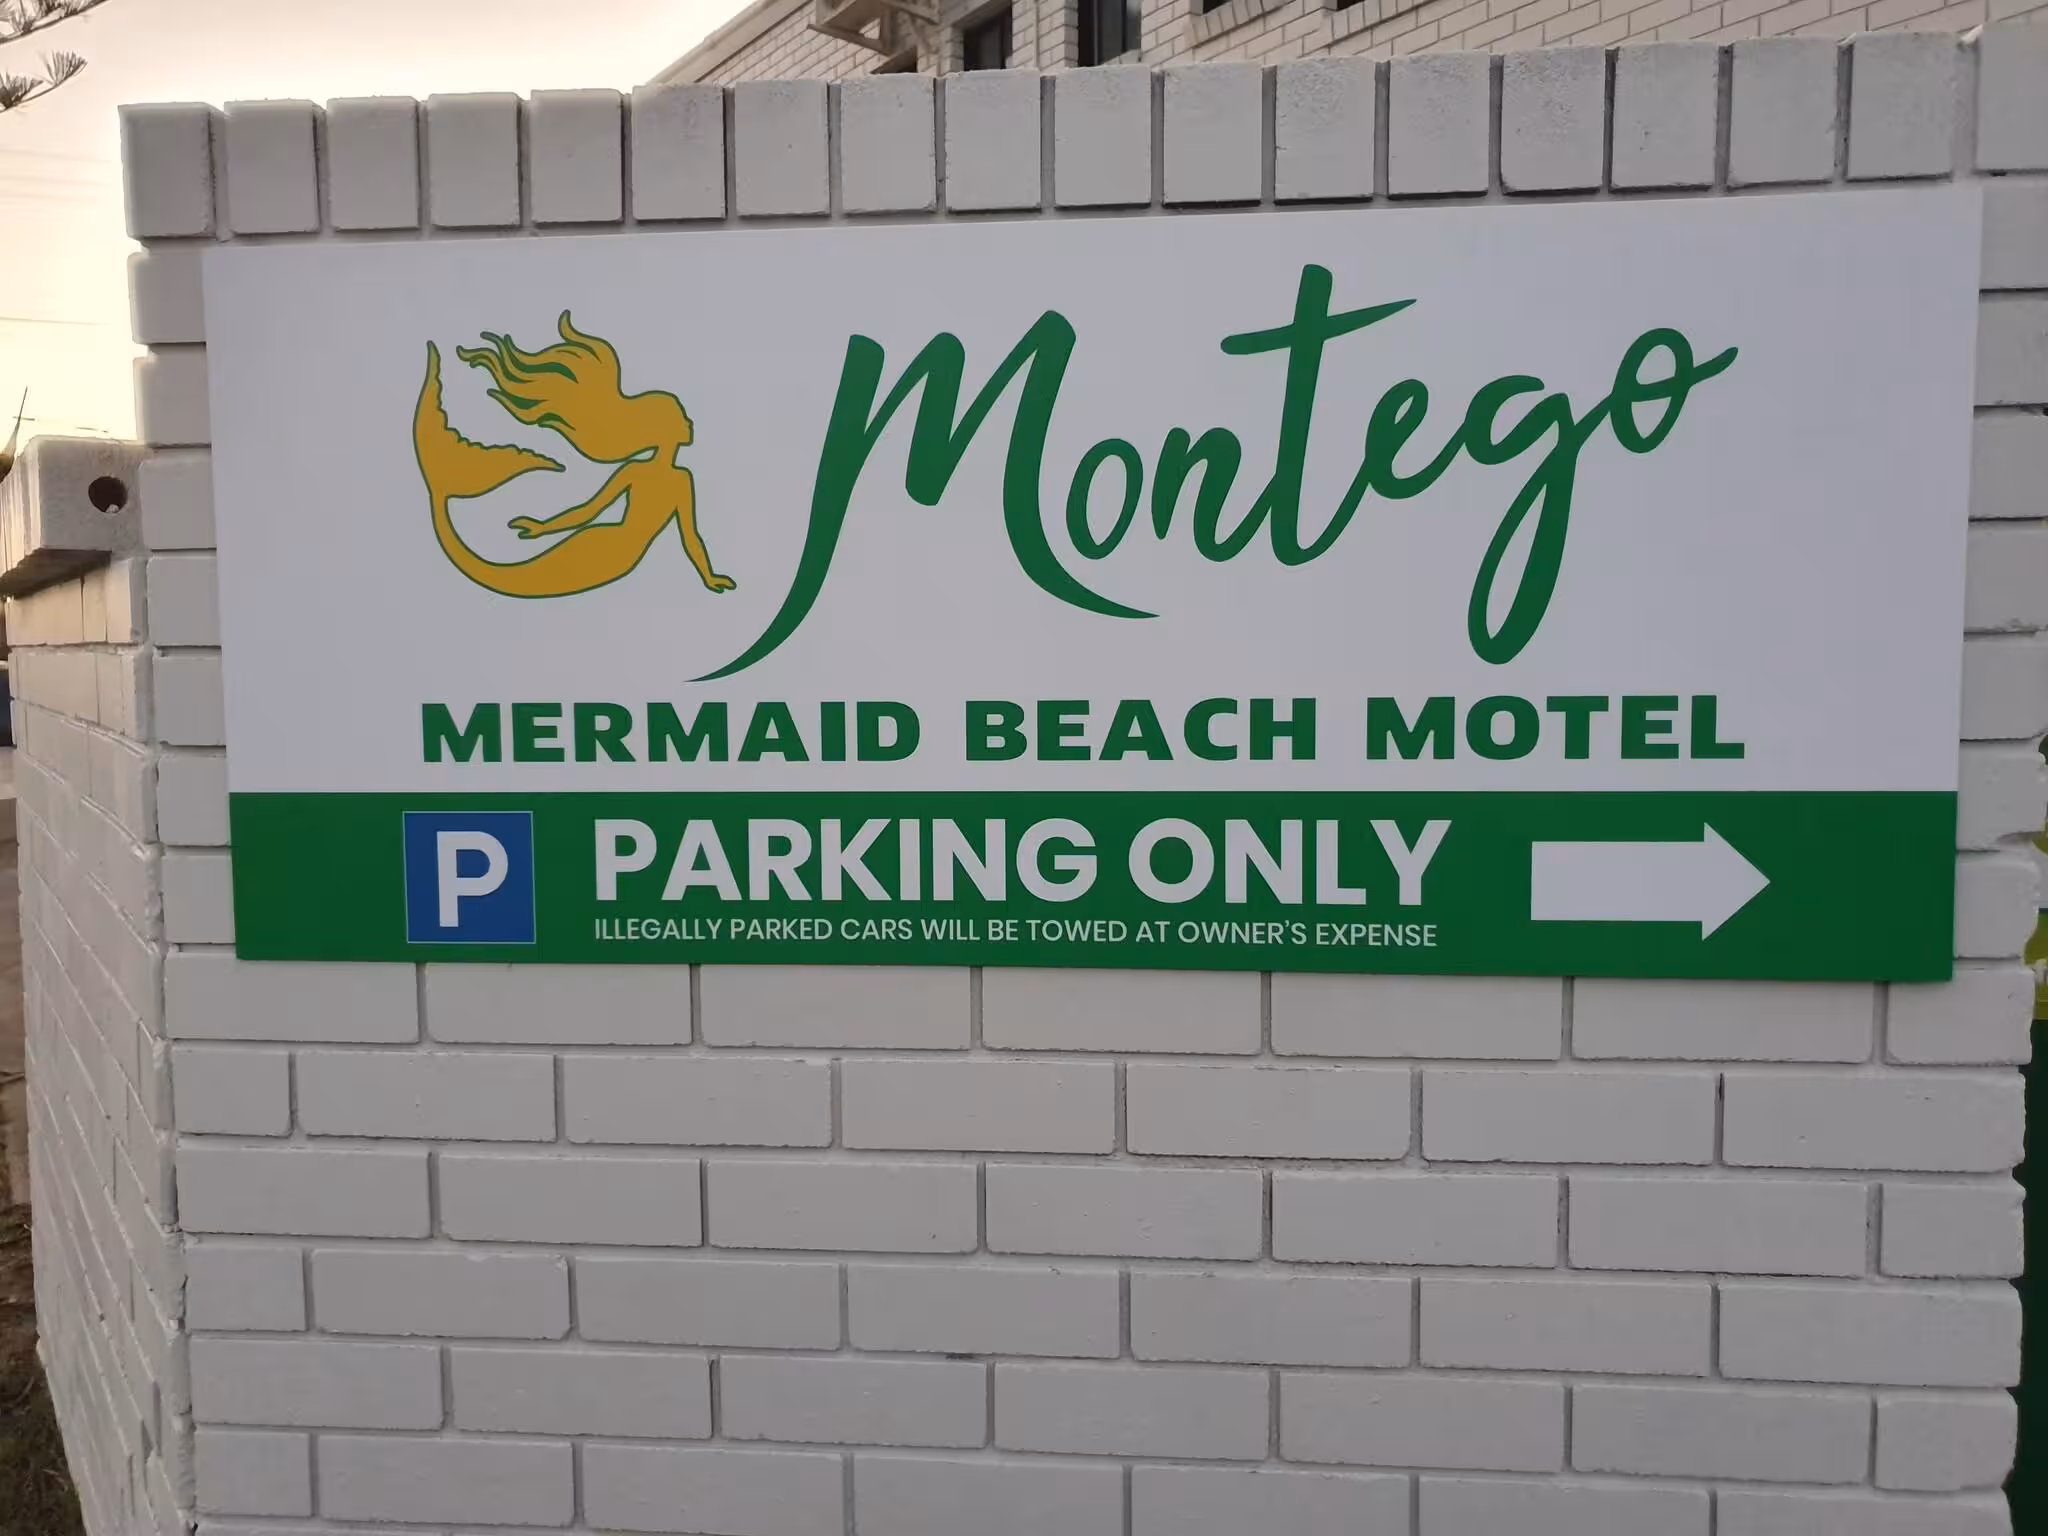 Montego
MERMAID BEACH MOTEL
P PARKING ONLY
ILLEGALLY PARKED CARS WILL BE TOWED AT OWNER'S EXPENSE